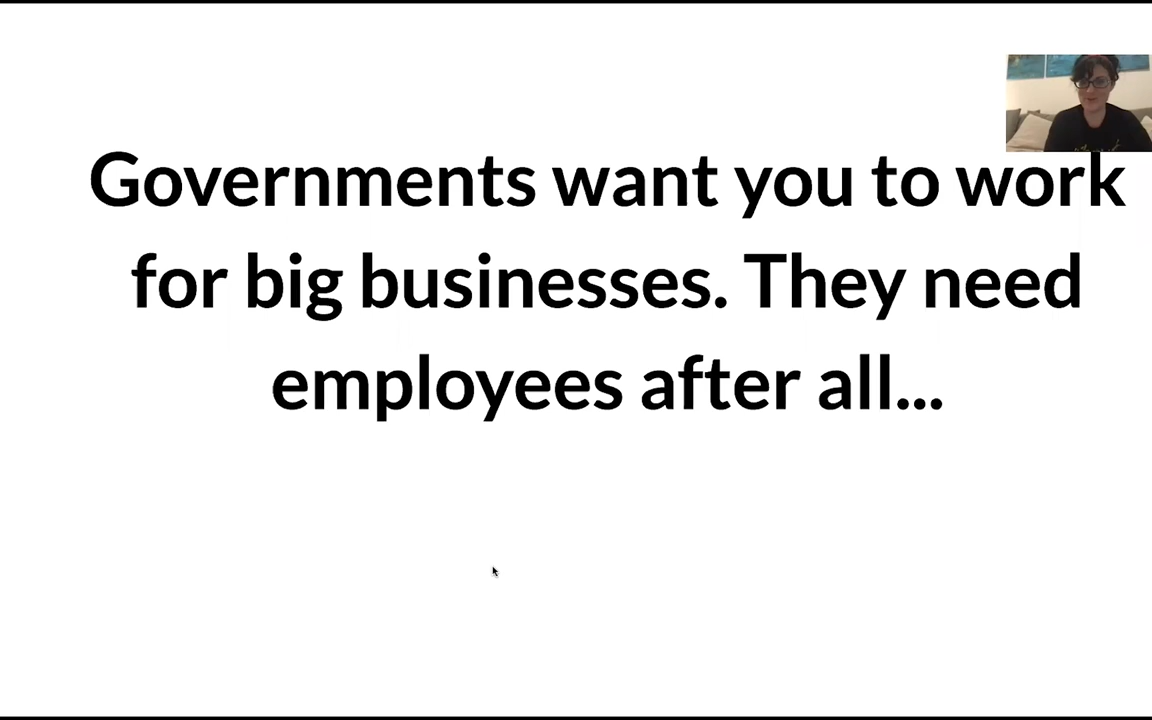 Governments want you to work
for big businesses. They need
employees after all...